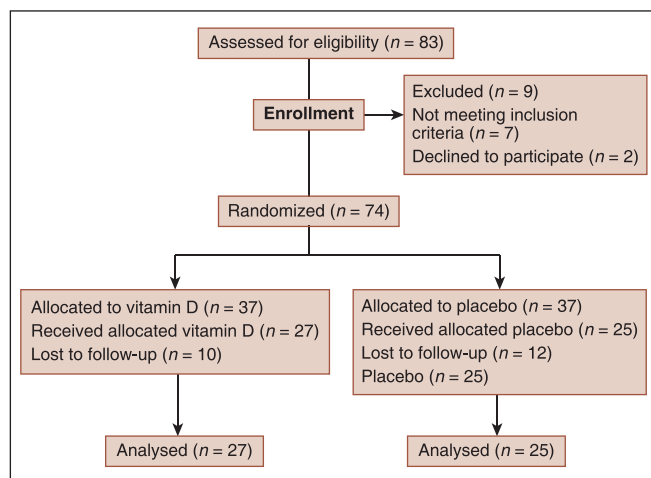 Assessed for eligibility (n = 83)
Enrollment
Excluded (n = 9)
Not meeting inclusion
criteria (n = 7)
Declined to participate (n = 2)
Randomized (n = 74)
Allocated to vitamin D (n = 37)
Received allocated vitamin D (n = 27)
Lost to follow-up (n = 10)
Allocated to placebo (n = 37)
Received allocated placebo (n = 25)
Lost to follow-up (n = 12)
Placebo (n = 25)
Analysed (n = 27)
Analysed (n = 25)